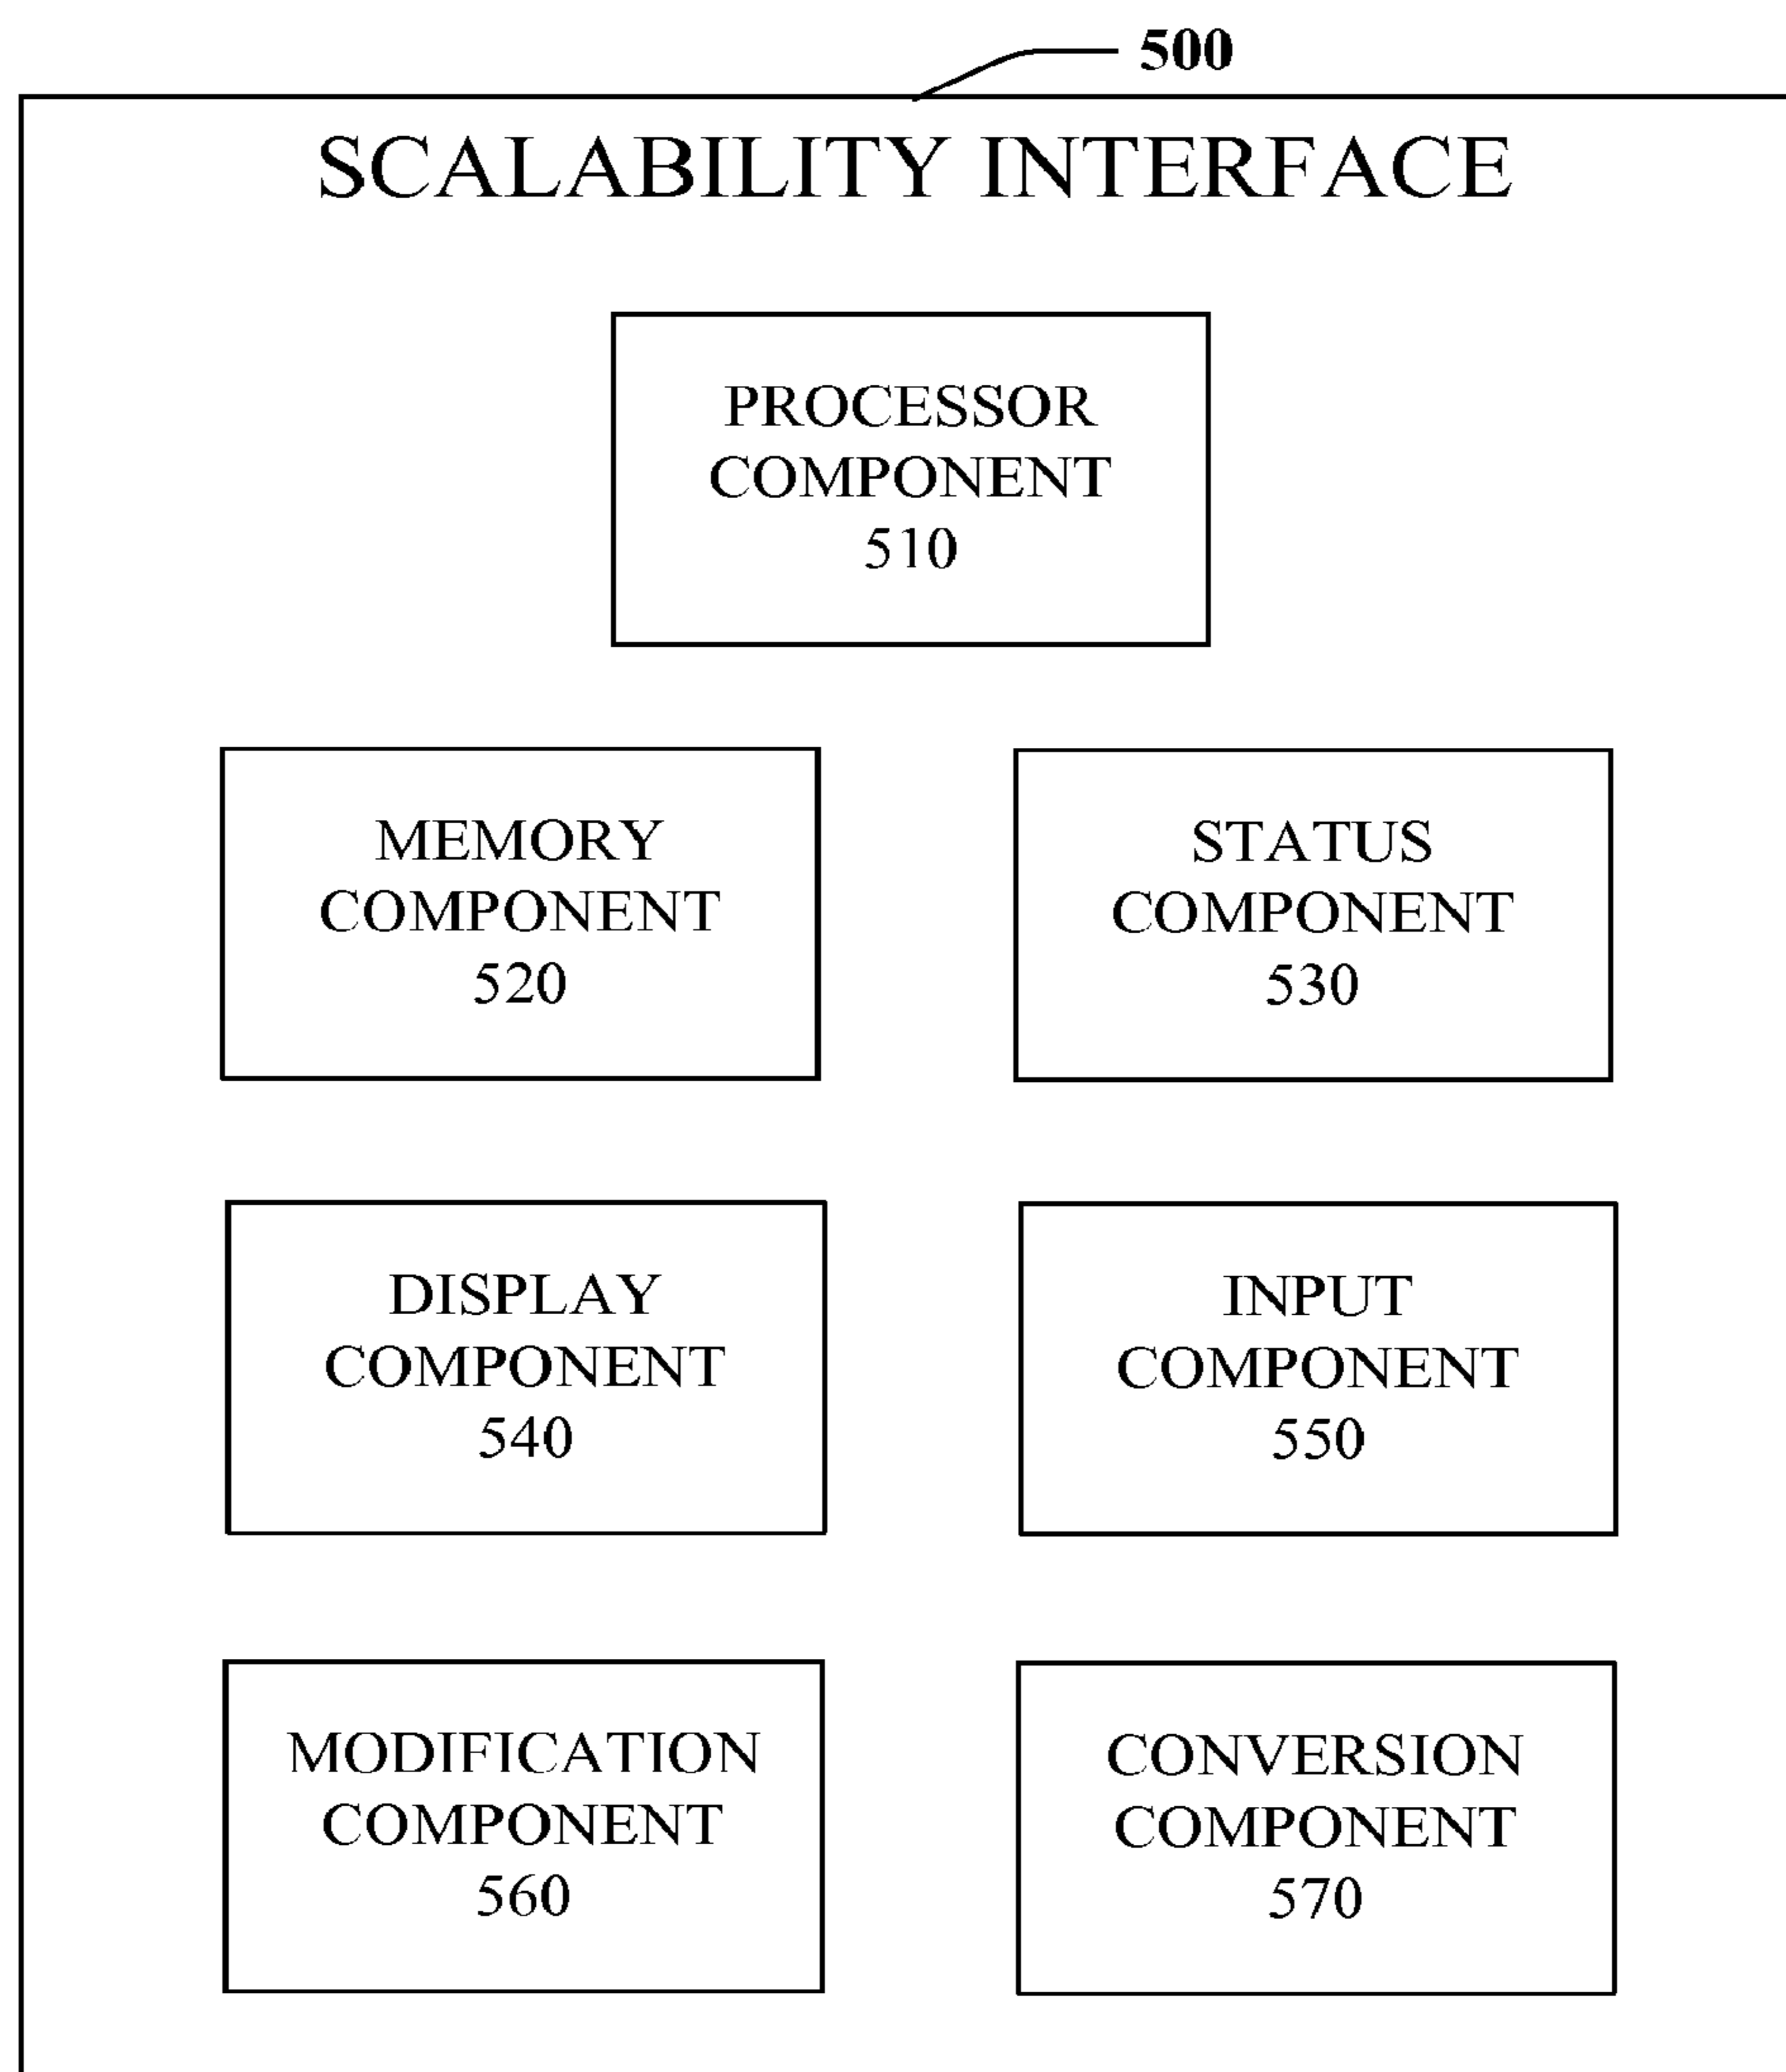 500
SCALABILITY INTERFACE
PROCESSOR
COMPONENT
510
MEMORY
COMPONENT
520
STATUS
COMPONENT
530
DISPLAY
COMPONENT
540
INPUT
COMPONENT
550
MODIFICATION
COMPONENT
560
CONVERSION
COMPONENT
570